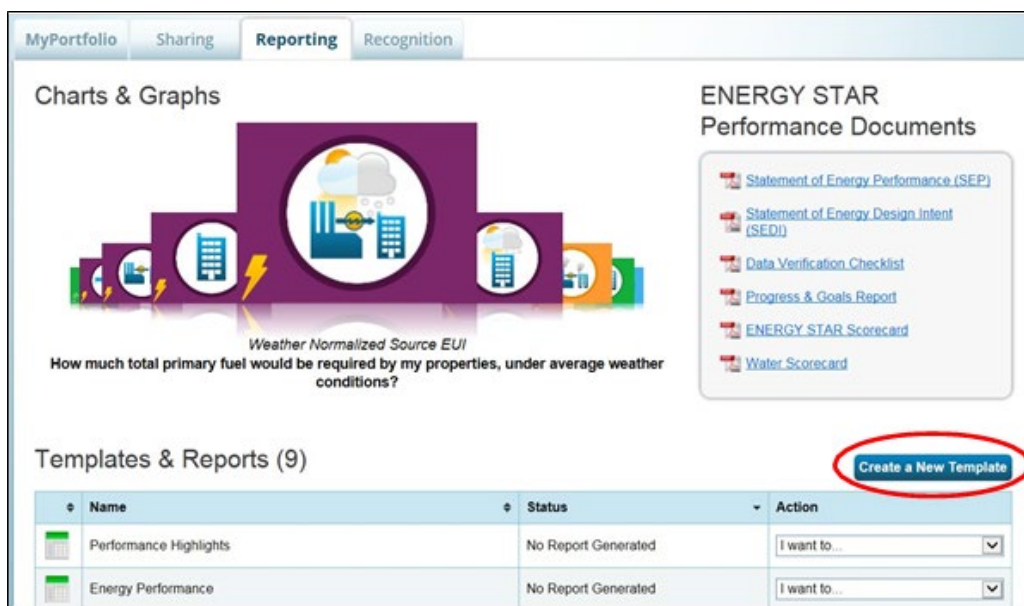 MyPortfolio
Sharing
Reporting
Recognition
Charts & Graphs
Weather Normalized Source EUI
How much total primary fuel would be required by my properties, under average weather
conditions?
ENERGY STAR
Performance Documents
Statement of Energy Performance (SEP)
Statement of Energy Design Intent
(SEDI)
Data Verification Checklist
Progress & Goals Report
ENERGY STAR Scorecard
Water Scorecard
Templates & Reports (9)
Create a New Template
Name
Status
Action
Performance Highlights
No Report Generated
I want to...
Energy Performance
No Report Generated
I want to...